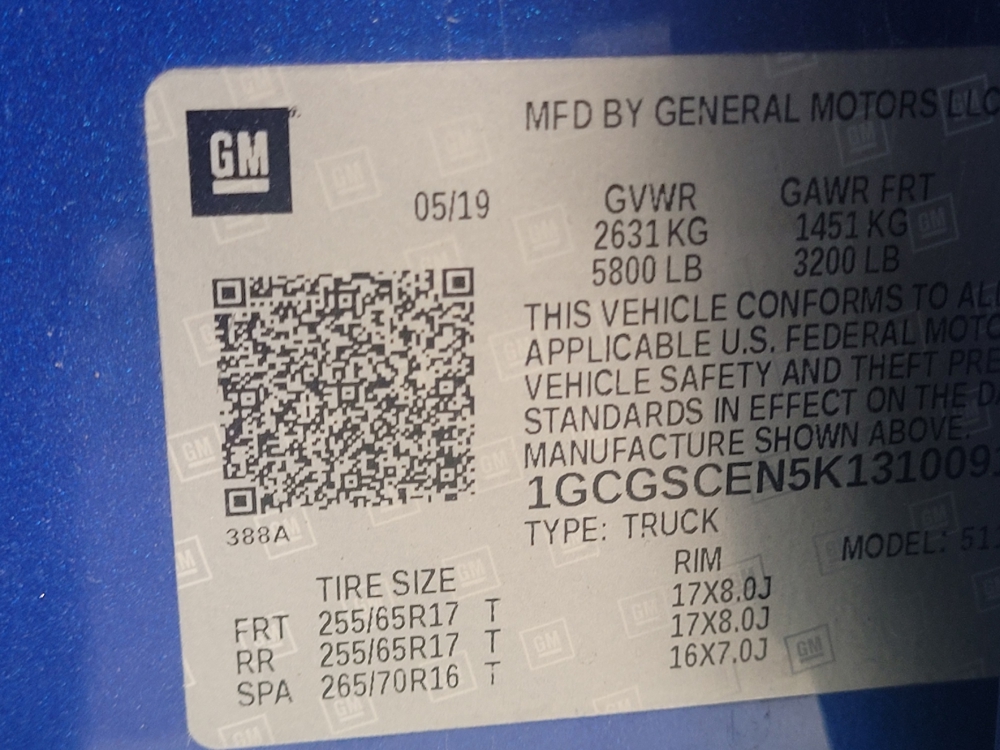 GM
MFD BY GENERAL MOTORS LLC
05/19
GVWR GAWR FRT
2631 KG 1451 KG
5800 LB 3200 LB
THIS VEHICLE CONFORMS TO AL
APPLICABLE U.S. FEDERAL MOTO
VEHICLE SAFETY AND THEFT PRE
STANDARDS IN EFFECT ON THE D
MANUFACTURE SHOWN ABOVE.
1GCGSCEN5K131009
TYPE: TRUCK
MODEL: 51
388A
TIRE SIZE RIM
FRT 255/65R17 T 17X8.0J
RR 255/65R17 T 17X8.0J
SPA 265/70R16 T 16X7.0J